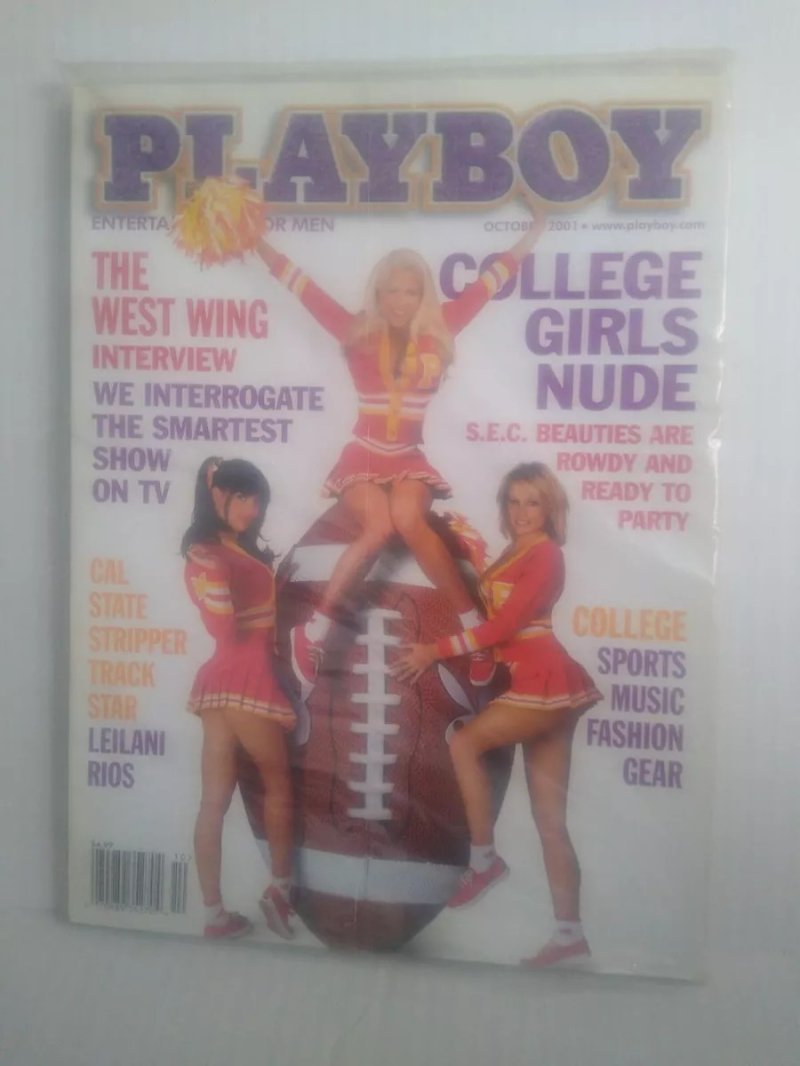 PLAYBOY
ENTERTA OR MEN
OCTOBE 2001 • www.playboy.com
THE
WEST WING
INTERVIEW
WE INTERROGATE
THE SMARTEST
SHOW
ON TV
COLLEGE
GIRLS
NUDE
S.E.C. BEAUTIES ARE
ROWDY AND
READY TO
PARTY
CAL
STATE
STRIPPER
TRACK
STAR
LEILANI
RIOS
COLLEGE
SPORTS
MUSIC
FASHION
GEAR
P
10>